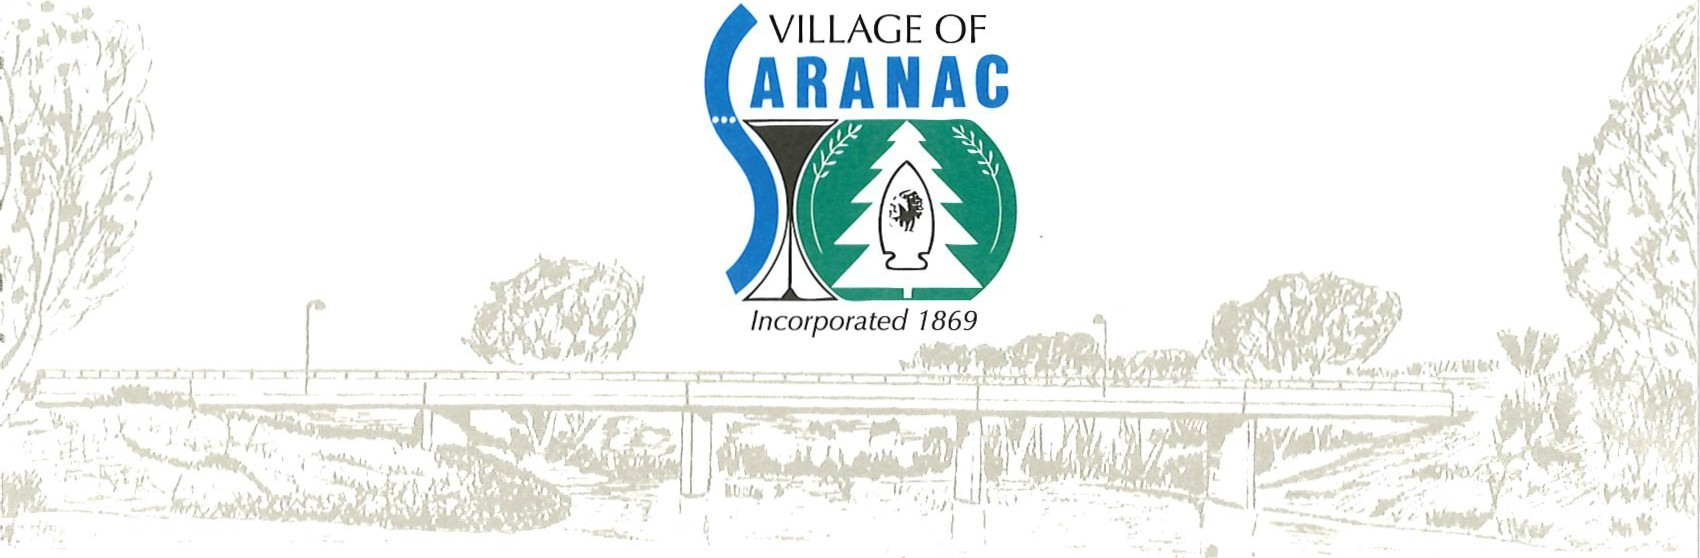 VILLAGE OF
SARANAC
Incorporated 1869